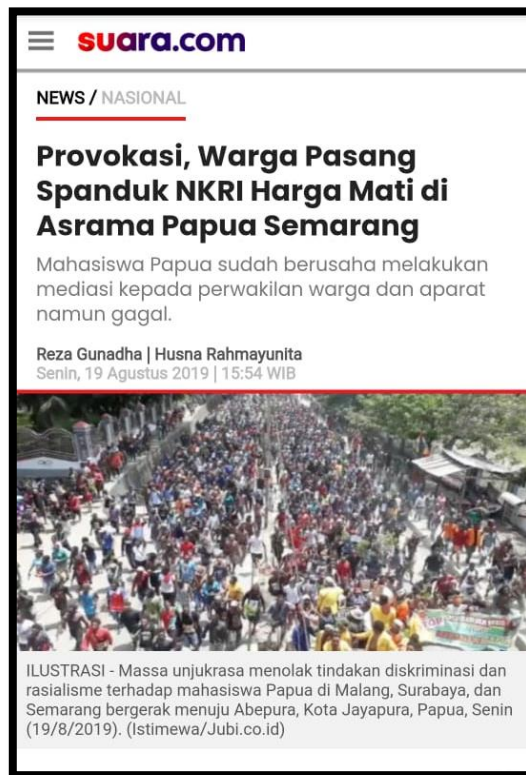 suara.com
NEWS / NASIONAL
Provokasi, Warga Pasang
Spanduk NKRI Harga Mati di
Asrama Papua Semarang
Mahasiswa Papua sudah berusaha melakukan
mediasi kepada perwakilan warga dan aparat
namun gagal.
Reza Gunadha | Husna Rahmayunita
Senin, 19 Agustus 2019 | 15:54 WIB
ILUSTRASI - Massa unjukrasa menolak tindakan diskriminasi dan
rasialisme terhadap mahasiswa Papua di Malang, Surabaya, dan
Semarang bergerak menuju Abepura, Kota Jayapura, Papua, Senin
(19/8/2019). (Istimewa/Jubi.co.id)